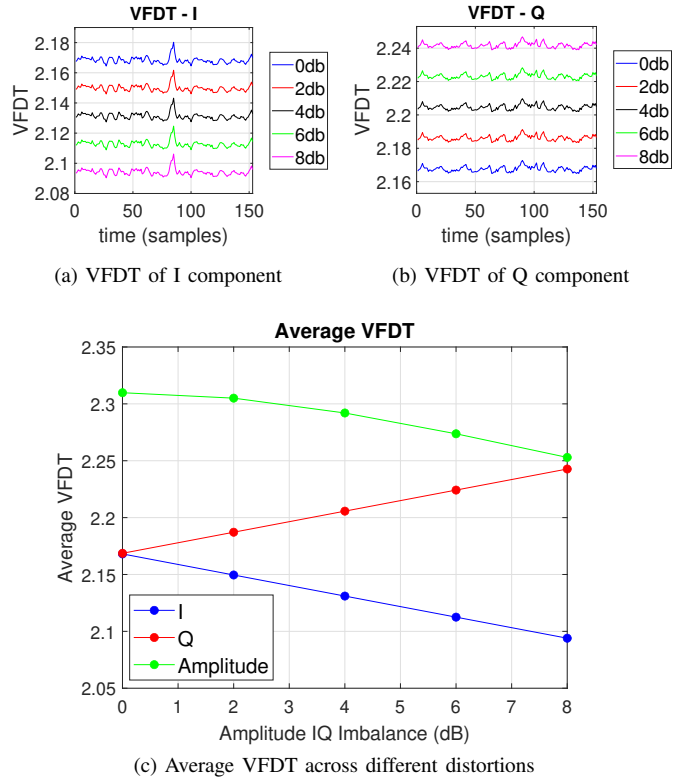 VFDT - I
2.18
2.16
2.14
2.12
2.1
2.08
VFDT
0 50 100 150
time (samples)
0db
2db
4db
6db
8db
(a) VFDT of I component
VFDT - Q
2.24
2.22
2.2
2.18
2.16
VFDT
0 50 100 150
time (samples)
8db
6db
4db
2db
0db
(b) VFDT of Q component
Average VFDT
2.35
2.3
2.25
2.2
2.15
2.1
2.05
Average VFDT
I
Q
Amplitude
0 1 2 3 4 5 6 7 8
Amplitude IQ Imbalance (dB)
(c) Average VFDT across different distortions